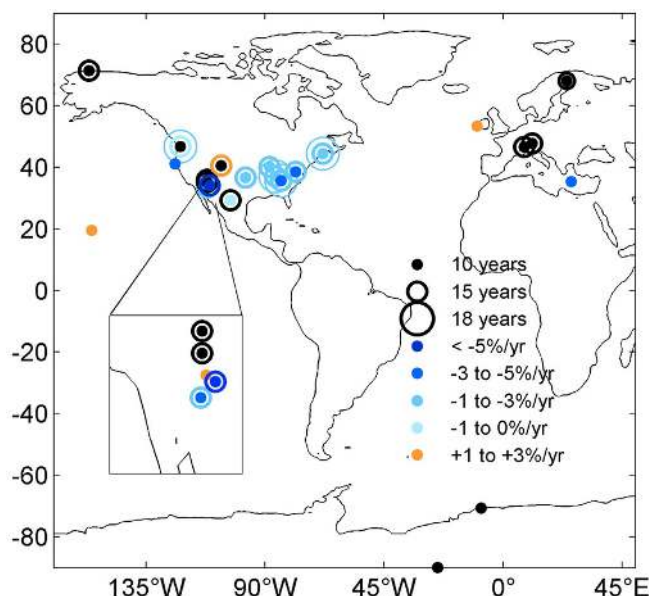 80
60
40
20
0
-20
-40
-60
-80
10 years
15 years
18 years
< -5%/yr
-3 to -5%/yr
-1 to -3%/yr
-1 to 0%/yr
+1 to +3%/yr
135°W 90°W 45°W 0° 45°E